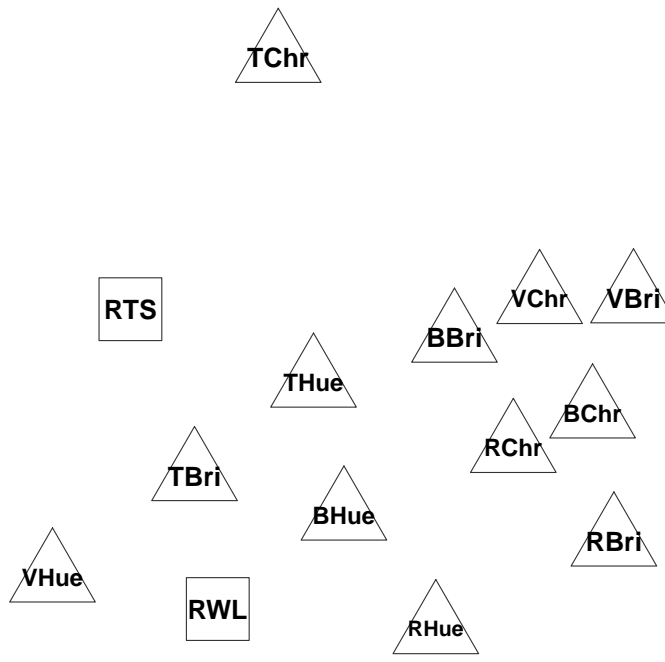 TChr
RTS
VChr
VBri
BBri
THue
BChr
RChr
TBri
BHue
RBri
VHue
RWL
RHue